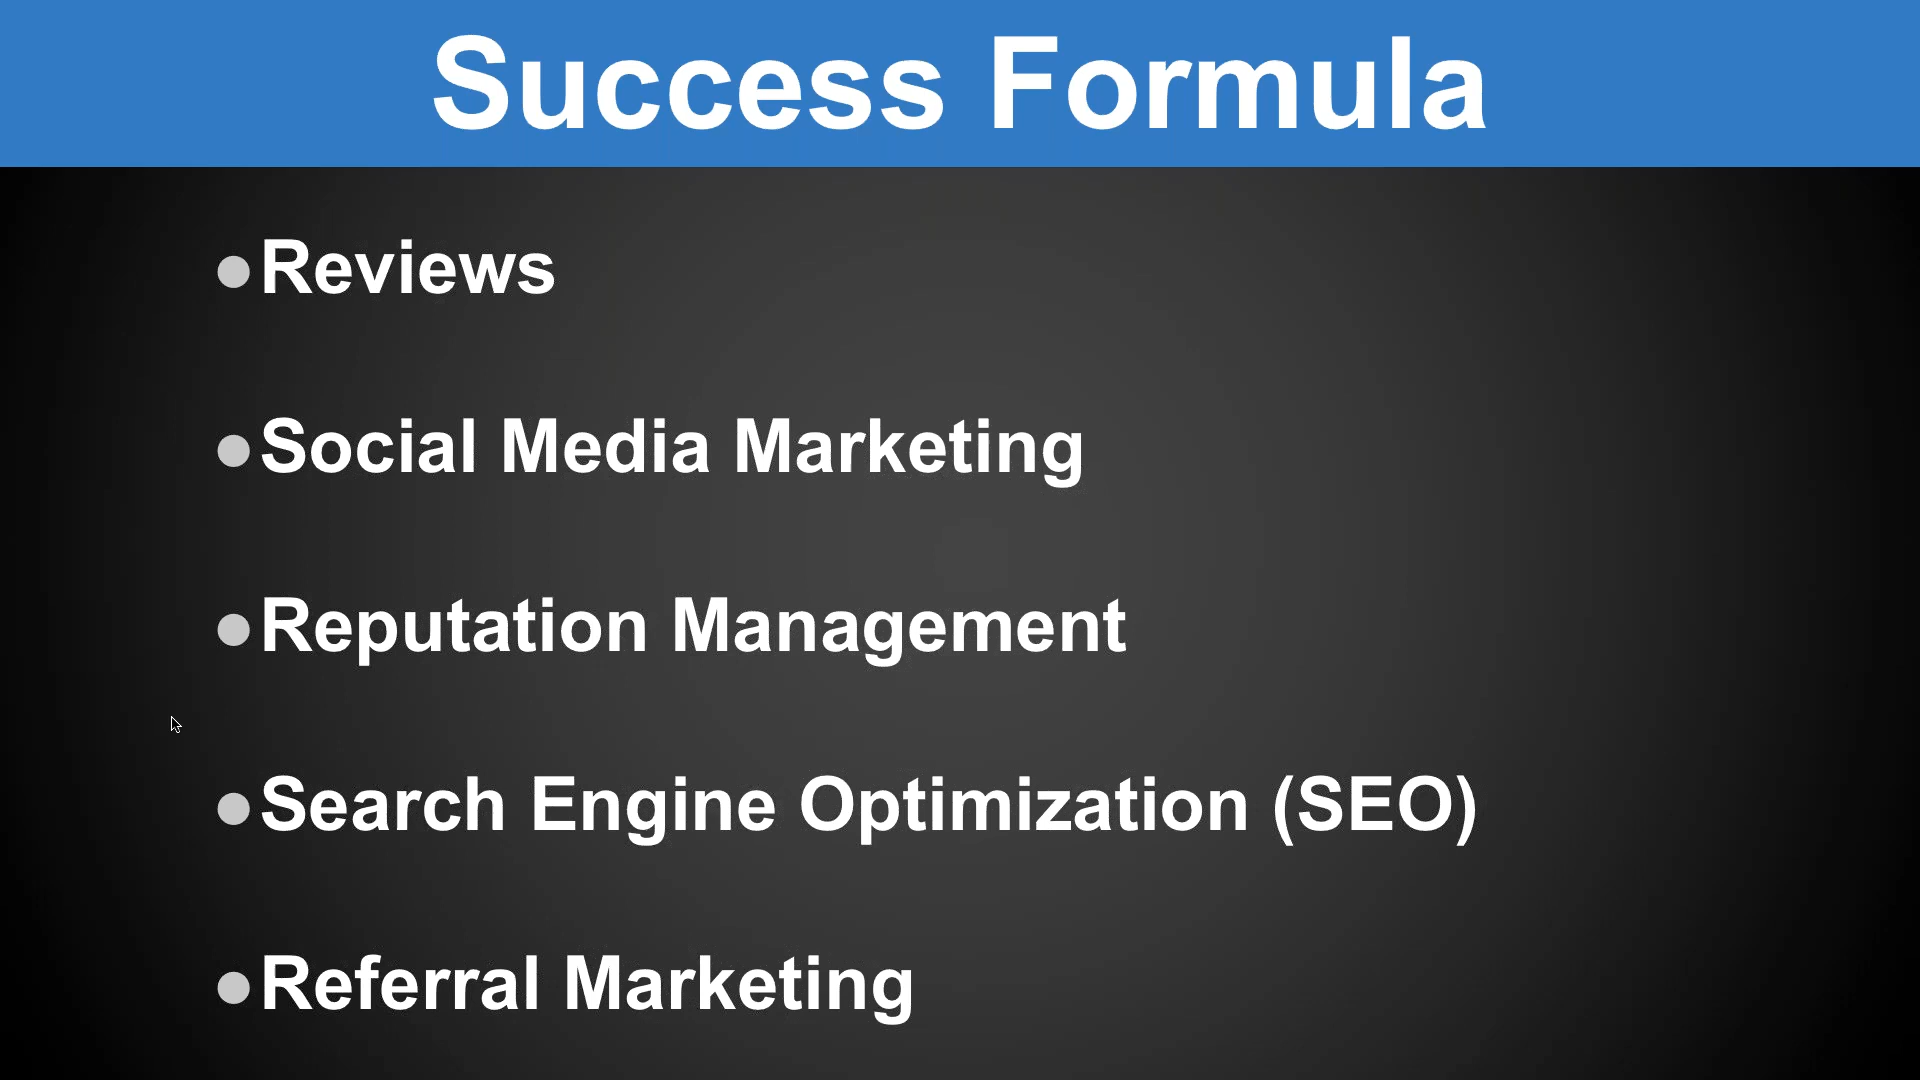 Success Formula
●Reviews
●Social Media Marketing
●Reputation Management
●Search Engine Optimization (SEO)
●Referral Marketing